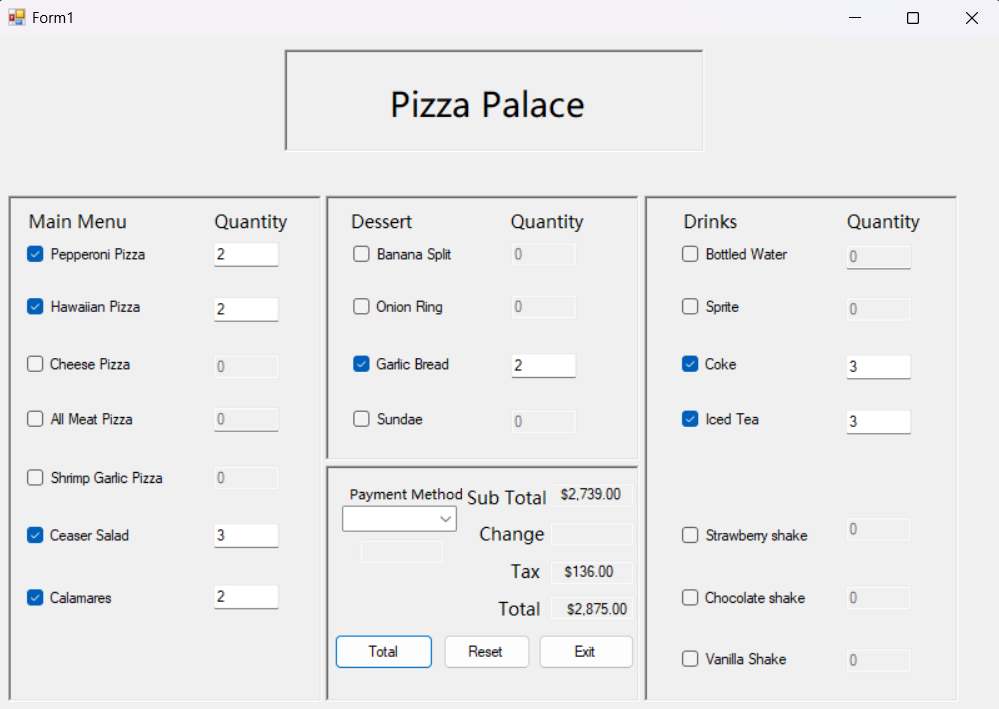 Form1
Pizza Palace
Main Menu Quantity
Pepperoni Pizza 2
Hawaiian Pizza 2
Cheese Pizza 0
All Meat Pizza 0
Shrimp Garlic Pizza 0
Ceaser Salad 3
Calamares 2
Dessert Quantity
Banana Split 0
Onion Ring 0
Garlic Bread 2
Sundae 0
Payment Method Sub Total $2,739.00
Change
Tax $136.00
Total $2,875.00
Total Reset Exit
Drinks Quantity
Bottled Water 0
Sprite 0
Coke 3
Iced Tea 3
Strawberry shake 0
Chocolate shake 0
Vanilla Shake 0